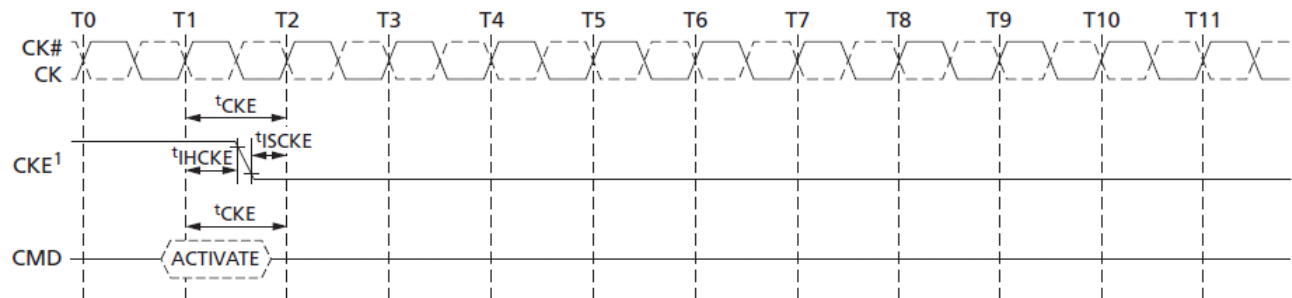 T0 T1 T2 T3 T4 T5 T6 T7 T8 T9 T10 T11
CK#
CK
tCKE
tISCKE
CKE1
tIHCKE
tCKE
CMD
ACTIVATE